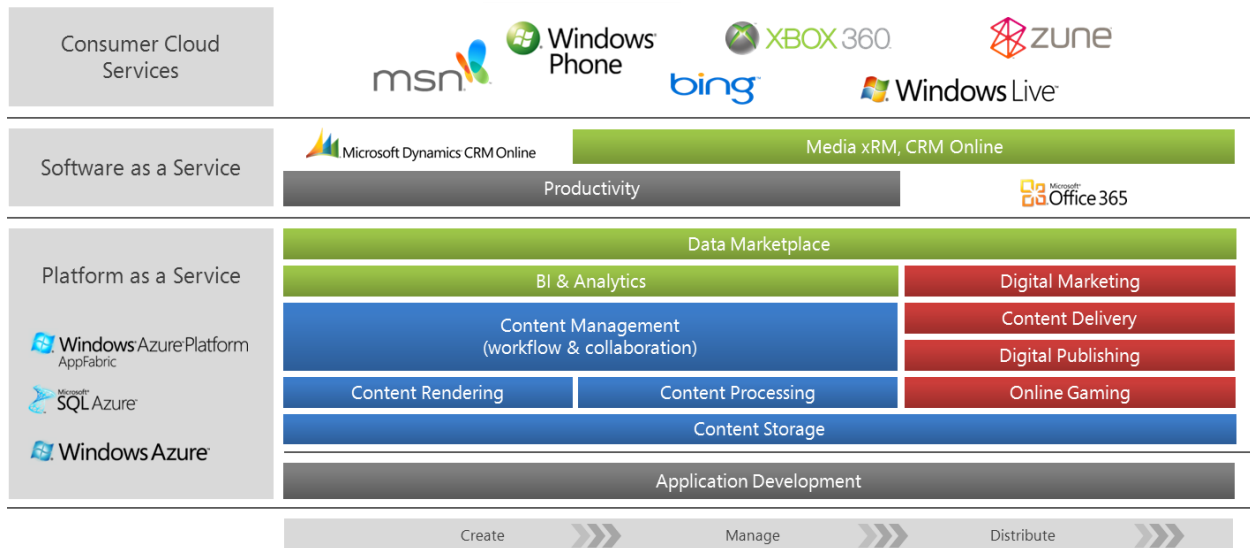 Consumer Cloud
Services
msn
Windows
Phone
XBOX 360
bing
zune
Windows Live
Software as a Service
Microsoft Dynamics CRM Online
Media xRM, CRM Online
Productivity
Microsoft
Office 365
Platform as a Service
Windows Azure Platform
AppFabric
Microsoft
SQL Azure
Windows Azure
Data Marketplace
BI & Analytics
Digital Marketing
Content Management
(workflow & collaboration)
Content Delivery
Digital Publishing
Content Rendering
Content Processing
Online Gaming
Content Storage
Application Development
Create
Manage
Distribute